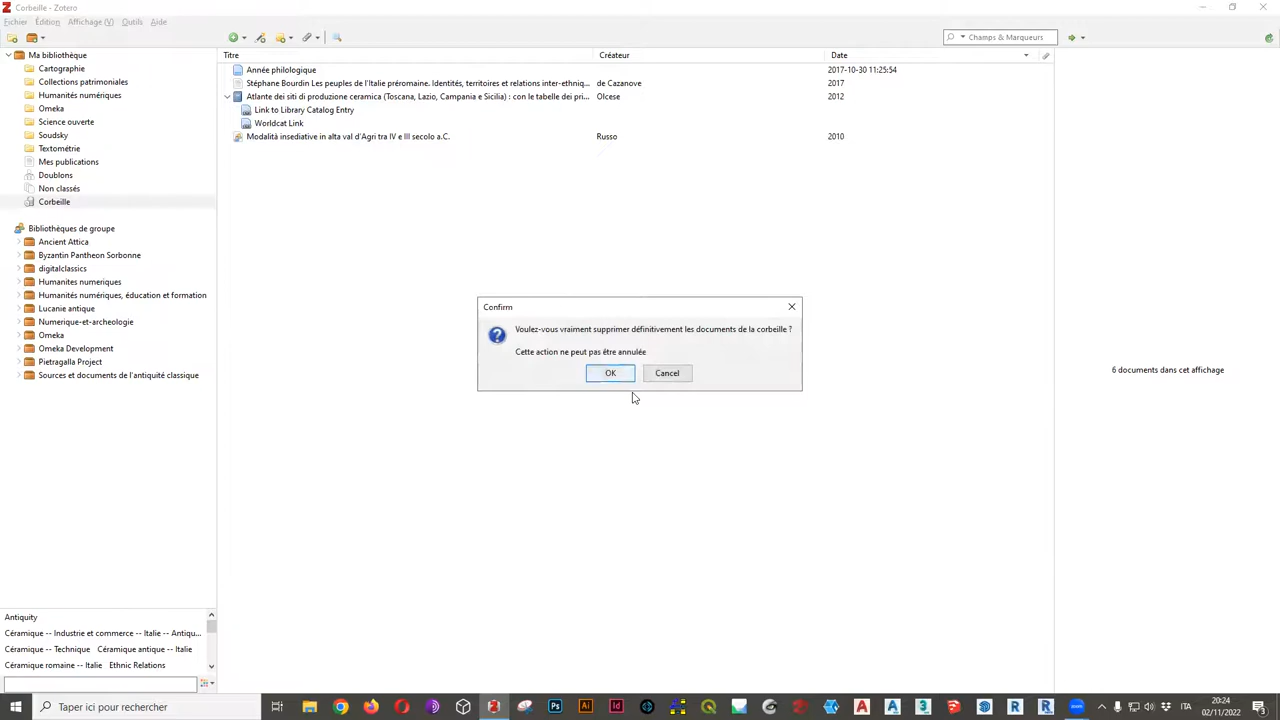 Corbeille - Zotero
Fichier Édition Affichage (V) Outils Aide
Champs & Marqueurs
Ma bibliothèque
Cartographie
Collections patrimoniales
Humanités numériques
Omeka
Science ouverte
Soudsky
Textométrie
Mes publications
Doublons
Non classés
Corbeille
Bibliothèques de groupe
Ancient Attica
Byzantin Pantheon Sorbonne
digitalclassics
Humanites numeriques
Humanités numériques, éducation et formation
Lucanie antique
Numerique-et-archeologie
Omeka
Omeka Development
Pietragalla Project
Sources et documents de l'antiquité classique
Titre Créateur Date
Année philologique 2017-10-30 11:25:54
Stéphane Bourdin Les peuples de l'Italie préromaine. Identités, territoires et relations inter-ethniq... de Cazanove 2017
Atlante dei siti di produzione ceramica (Toscana, Lazio, Campania e Sicilia) : con le tabelle dei pri... Olcese 2012
Link to Library Catalog Entry
Worldcat Link
Modalità insediative in alta val d'Agri tra IV e III secolo a.C. Russo 2010
Confirm
Voulez-vous vraiment supprimer définitivement les documents de la corbeille ?
Cette action ne peut pas être annulée
OK Cancel
6 documents dans cet affichage
Antiquity
Céramique -- Industrie et commerce -- Italie -- Antiqu...
Céramique -- Technique Céramique antique -- Italie
Céramique romaine -- Italie Ethnic Relations
Taper ici pour rechercher
ITA
20:24
02/11/2022